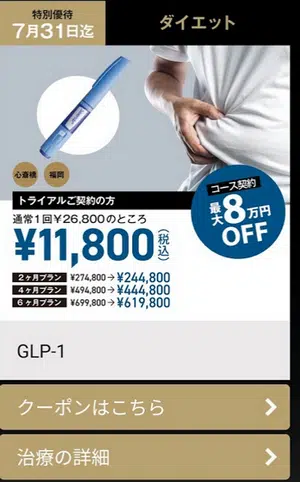 特別優待
7月31日迄
ダイエット
心斎橋
福岡
トライアルご契約の方
通常1回¥26,800のところ
¥11,800(税込)
コース契約
最大8万円
OFF
2ヶ月プラン ¥274,800→¥244,800
4ヶ月プラン ¥494,800→¥444,800
6ヶ月プラン ¥699,800→¥619,800
GLP-1
クーポンはこちら
治療の詳細